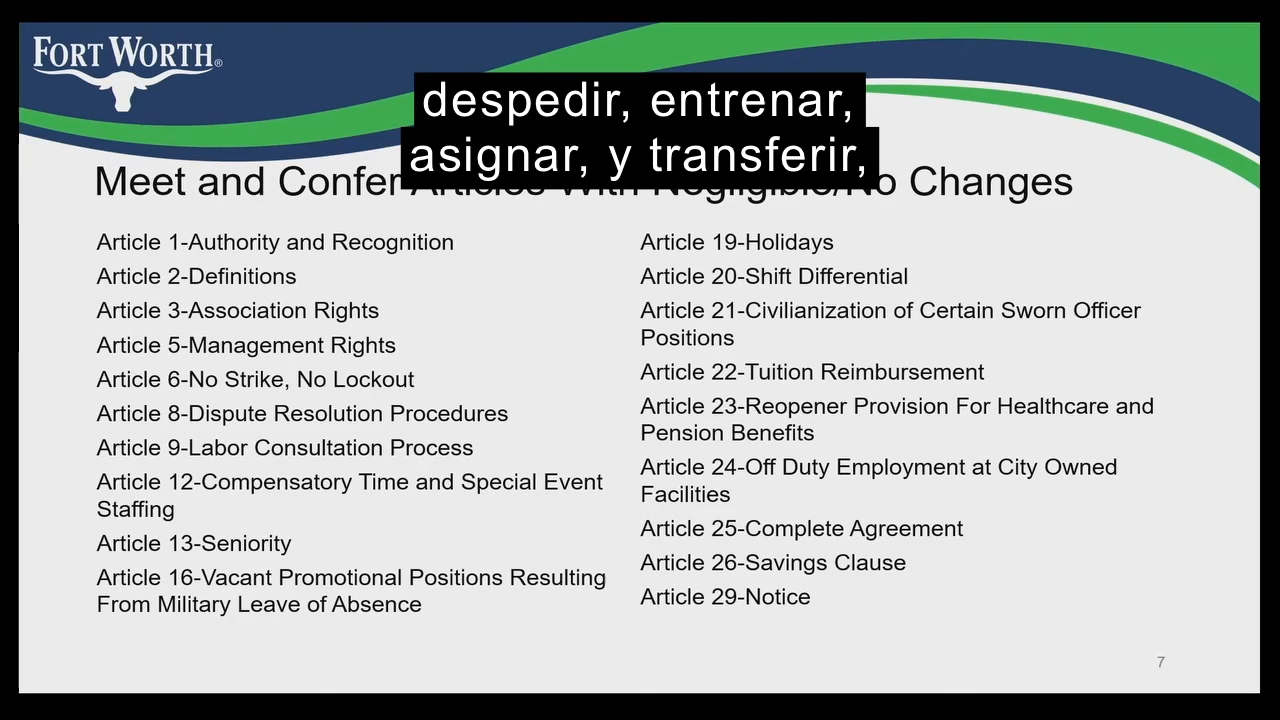 FORT WORTH®
despedir, entrenar,
asignar, y transferir,
Meet and Confer Articles With Negligible/No Changes
Article 1-Authority and Recognition
Article 2-Definitions
Article 3-Association Rights
Article 5-Management Rights
Article 6-No Strike, No Lockout
Article 8-Dispute Resolution Procedures
Article 9-Labor Consultation Process
Article 12-Compensatory Time and Special Event
Staffing
Article 13-Seniority
Article 16-Vacant Promotional Positions Resulting
From Military Leave of Absence
Article 19-Holidays
Article 20-Shift Differential
Article 21-Civilianization of Certain Sworn Officer
Positions
Article 22-Tuition Reimbursement
Article 23-Reopener Provision For Healthcare and
Pension Benefits
Article 24-Off Duty Employment at City Owned
Facilities
Article 25-Complete Agreement
Article 26-Savings Clause
Article 29-Notice
7